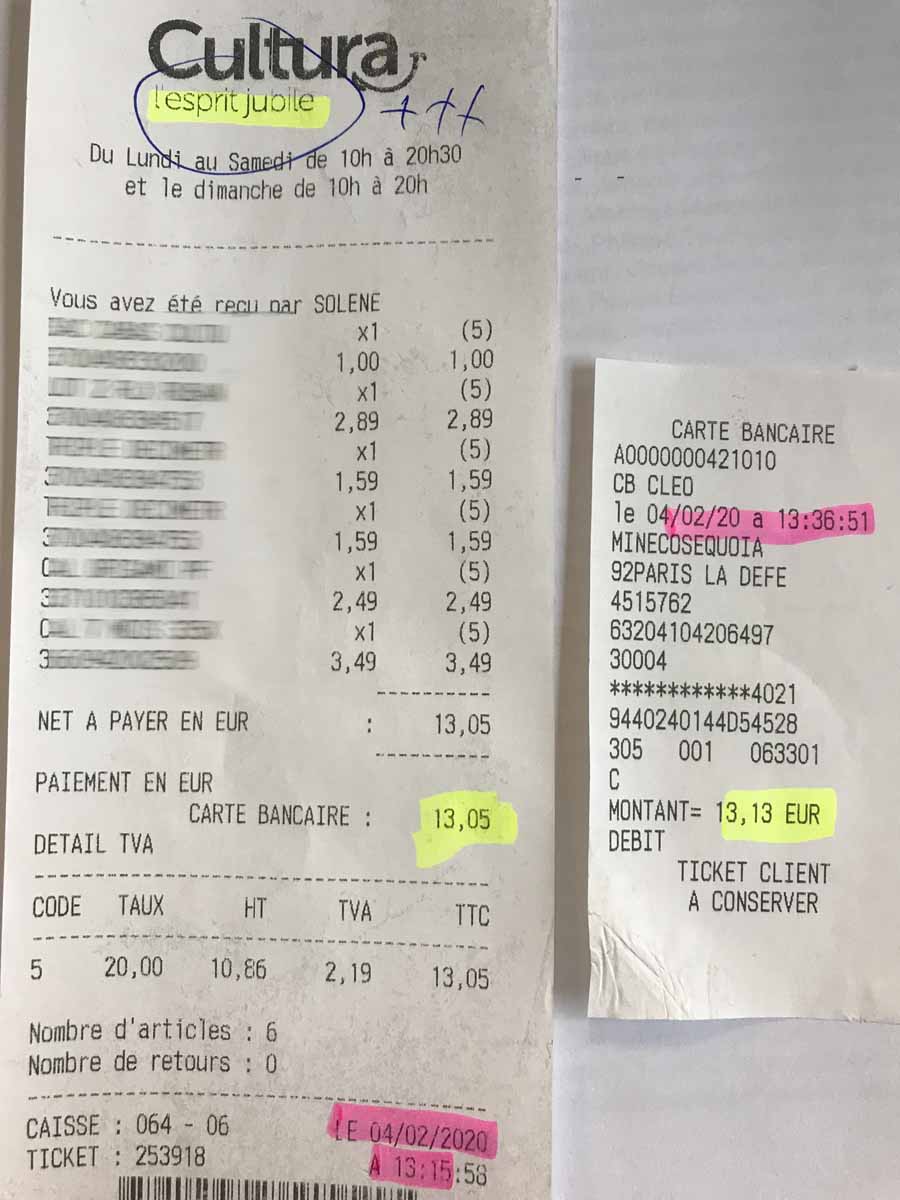 Cultura
l'esprit jubile
+++
Du Lundi au Samedi de 10h à 20h30
et le dimanche de 10h à 20h
Vous avez été reçu par SOLENE
x1 (5)
1,00 1,00
x1 (5)
2,89 2,89
x1 (5)
1,59 1,59
x1 (5)
1,59 1,59
x1 (5)
2,49 2,49
x1 (5)
3,49 3,49
NET A PAYER EN EUR : 13,05
PAIEMENT EN EUR
CARTE BANCAIRE : 13,05
DETAIL TVA
CODE TAUX HT TVA TTC
5 20,00 10,86 2,19 13,05
Nombre d'articles : 6
Nombre de retours : 0
CAISSE : 064 - 06 LE 04/02/2020
TICKET : 253918 A 13:15:58
CARTE BANCAIRE
A0000000421010
CB CLEO
le 04/02/20 a 13:36:51
MINECOSEQUOIA
92PARIS LA DEFE
4515762
63204104206497
30004
************4021
9440240144D54528
305 001 063301
C
MONTANT= 13,13 EUR
DEBIT
TICKET CLIENT
A CONSERVER